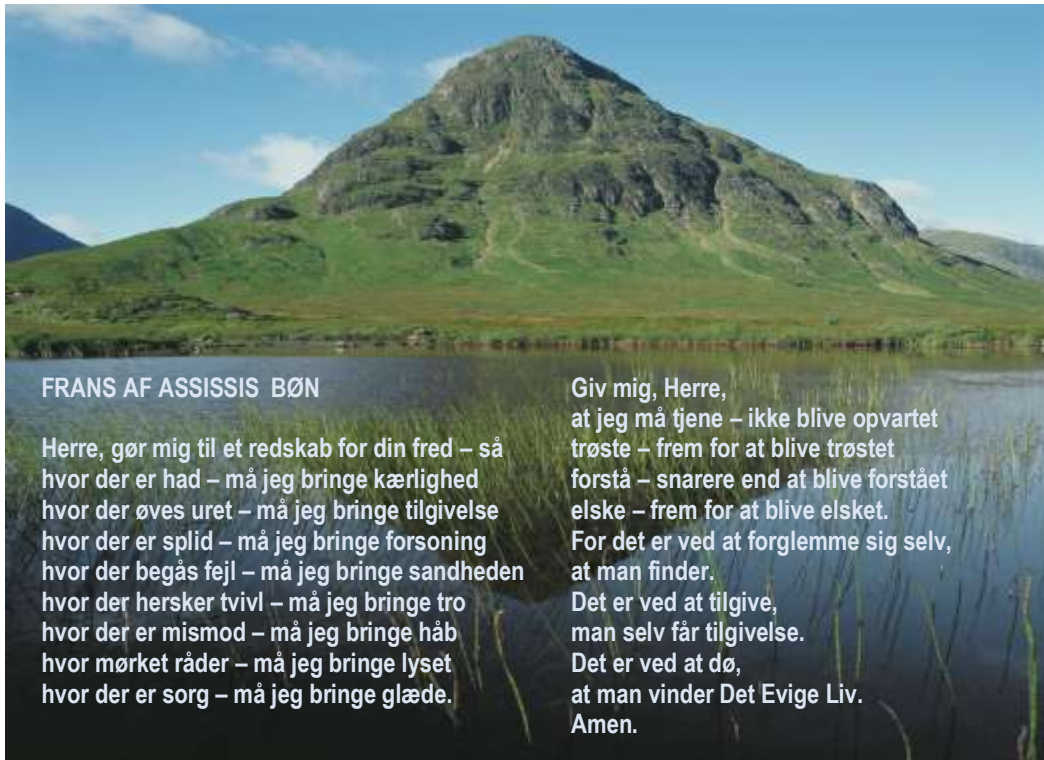 FRANS AF ASSISSIS BØN
Herre, gør mig til et redskab for din fred – så
hvor der er had – må jeg bringe kærlighed
hvor der øves uret – må jeg bringe tilgivelse
hvor der er splid – må jeg bringe forsoning
hvor der begås fejl – må jeg bringe sandheden
hvor der hersker tvivl – må jeg bringe tro
hvor der er mismod – må jeg bringe håb
hvor mørket råder – må jeg bringe lyset
hvor der er sorg – må jeg bringe glæde.
Giv mig, Herre,
at jeg må tjene – ikke blive opvartet
trøste – frem for at blive trøstet
forstå – snarere end at blive forstået
elske – frem for at blive elsket.
For det er ved at forglemme sig selv,
at man finder.
Det er ved at tilgive,
man selv får tilgivelse.
Det er ved at dø,
at man vinder Det Evige Liv.
Amen.